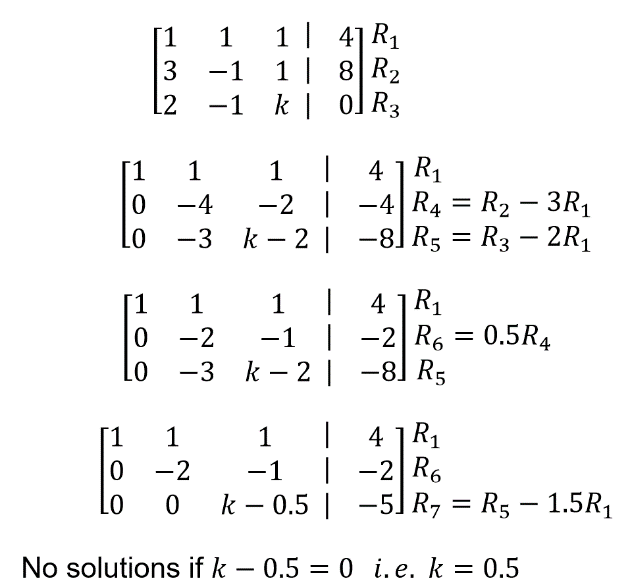 [1 1 1 | 4] R₁
[3 −1 1 | 8] R₂
[2 −1 k | 0] R₃
[1 1 1 | 4] R₁
[0 −4 −2 | −4] R₄ = R₂ − 3R₁
[0 −3 k − 2 | −8] R₅ = R₃ − 2R₁
[1 1 1 | 4] R₁
[0 −2 −1 | −2] R₆ = 0.5R₄
[0 −3 k − 2 | −8] R₅
[1 1 1 | 4] R₁
[0 −2 −1 | −2] R₆
[0 0 k − 0.5 | −5] R₇ = R₅ − 1.5R₁
No solutions if k − 0.5 = 0 i.e. k = 0.5